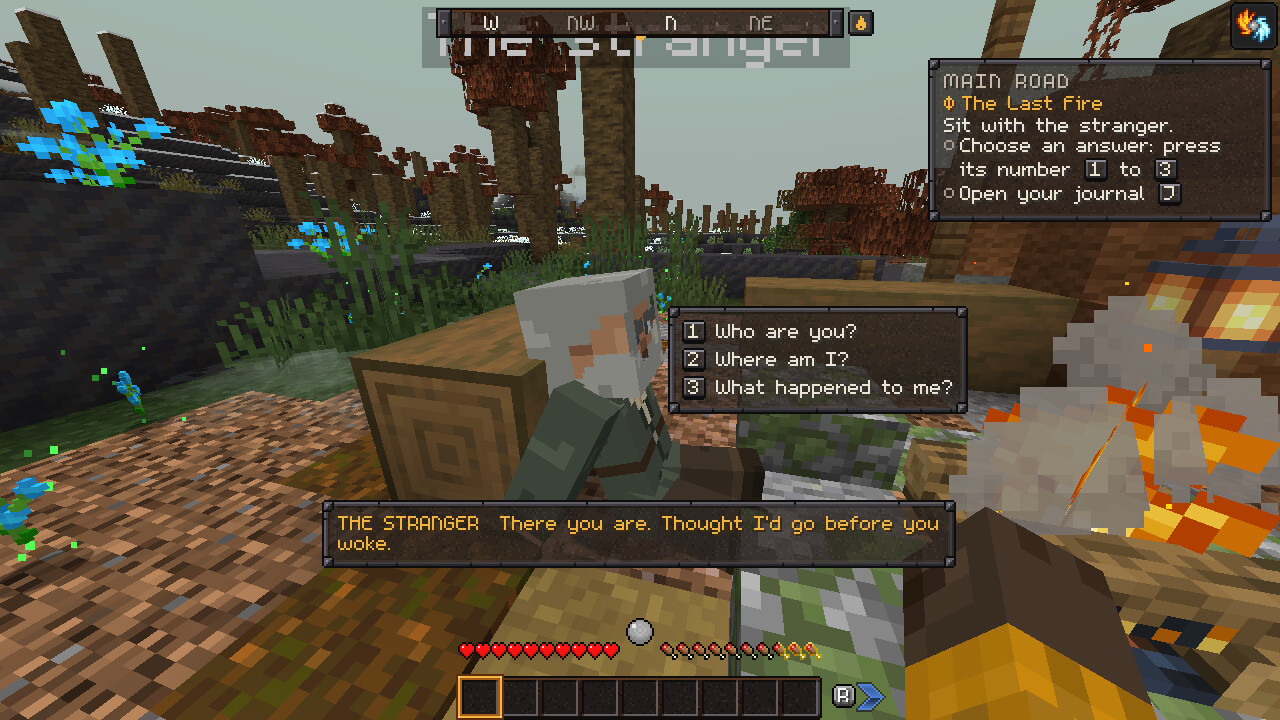 W NW N NE
The Stranger
MAIN ROAD
The Last Fire
Sit with the stranger.
Choose an answer: press
its number 1 to 3
Open your journal J
1 Who are you?
2 Where am I?
3 What happened to me?
THE STRANGER There you are. Thought I'd go before you
woke.
R